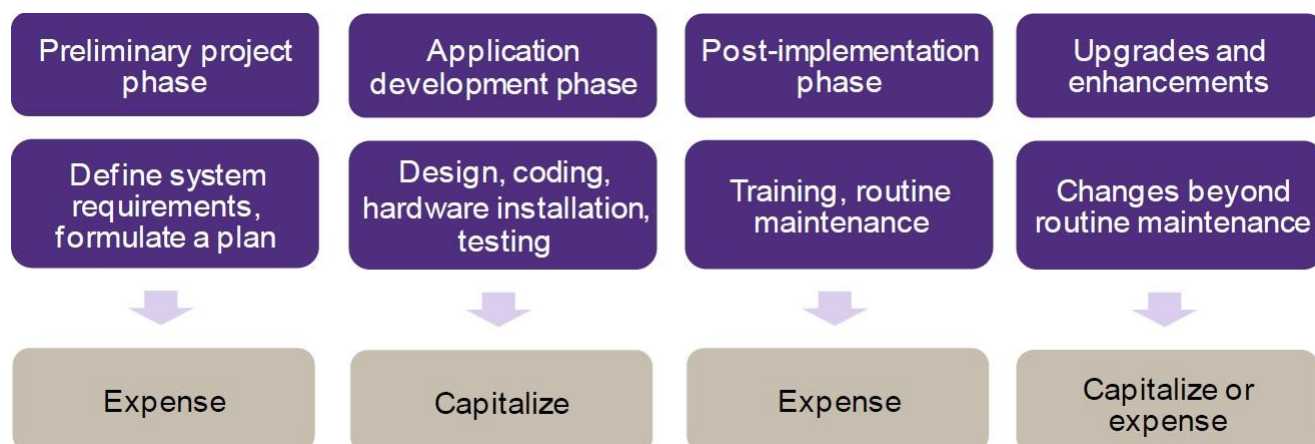 Preliminary project
phase
Application
development phase
Post-implementation
phase
Upgrades and
enhancements
Define system
requirements,
formulate a plan
Design, coding,
hardware installation,
testing
Training, routine
maintenance
Changes beyond
routine maintenance
Expense
Capitalize
Expense
Capitalize or
expense